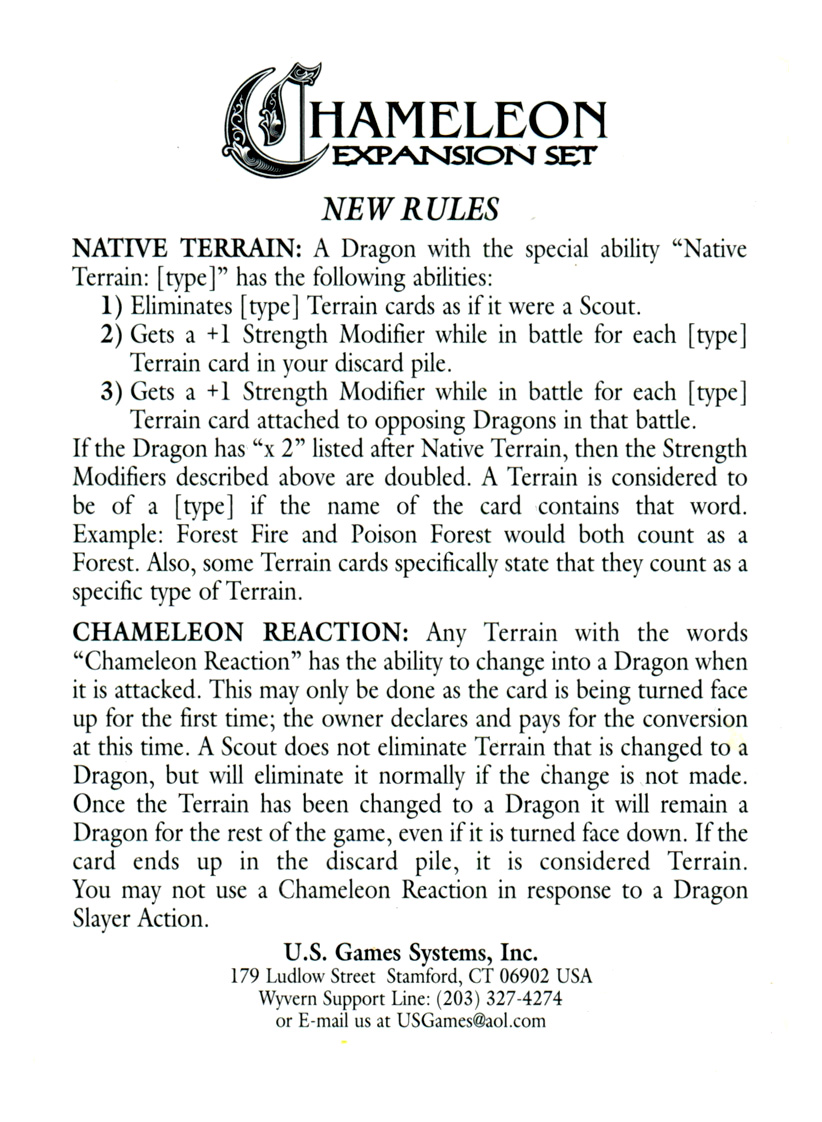 CHAMELEON
EXPANSION SET
NEW RULES
NATIVE TERRAIN: A Dragon with the special ability “Native
Terrain: [type]” has the following abilities:
1) Eliminates [type] Terrain cards as if it were a Scout.
2) Gets a +1 Strength Modifier while in battle for each [type]
Terrain card in your discard pile.
3) Gets a +1 Strength Modifier while in battle for each [type]
Terrain card attached to opposing Dragons in that battle.
If the Dragon has “x 2” listed after Native Terrain, then the Strength
Modifiers described above are doubled. A Terrain is considered to
be of a [type] if the name of the card contains that word.
Example: Forest Fire and Poison Forest would both count as a
Forest. Also, some Terrain cards specifically state that they count as a
specific type of Terrain.
CHAMELEON REACTION: Any Terrain with the words
“Chameleon Reaction” has the ability to change into a Dragon when
it is attacked. This may only be done as the card is being turned face
up for the first time; the owner declares and pays for the conversion
at this time. A Scout does not eliminate Terrain that is changed to a
Dragon, but will eliminate it normally if the change is not made.
Once the Terrain has been changed to a Dragon it will remain a
Dragon for the rest of the game, even if it is turned face down. If the
card ends up in the discard pile, it is considered Terrain.
You may not use a Chameleon Reaction in response to a Dragon
Slayer Action.
U.S. Games Systems, Inc.
179 Ludlow Street Stamford, CT 06902 USA
Wyvern Support Line: (203) 327-4274
or E-mail us at USGames@aol.com